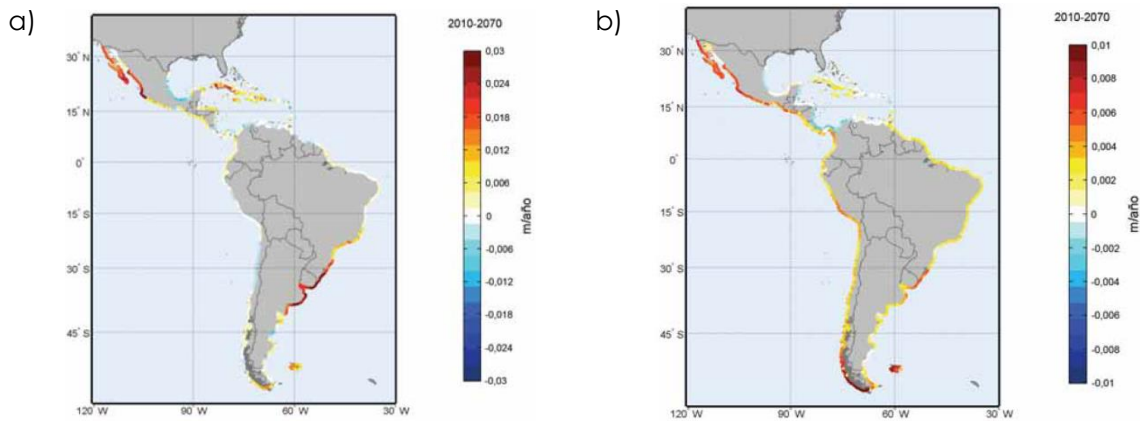 a)
2010-2070
30° N
15° N
0°
15° S
30° S
45° S
120° W
90° W
60° W
30° W
0,03
0,024
0,018
0,012
0,006
0
-0,006
-0,012
-0,018
-0,024
-0,03
m/año
b)
2010-2070
30° N
15° N
0°
15° S
30° S
45° S
120° W
90° W
60° W
30° W
0,01
0,008
0,006
0,004
0,002
0
-0,002
-0,004
-0,006
-0,008
-0,01
m/año